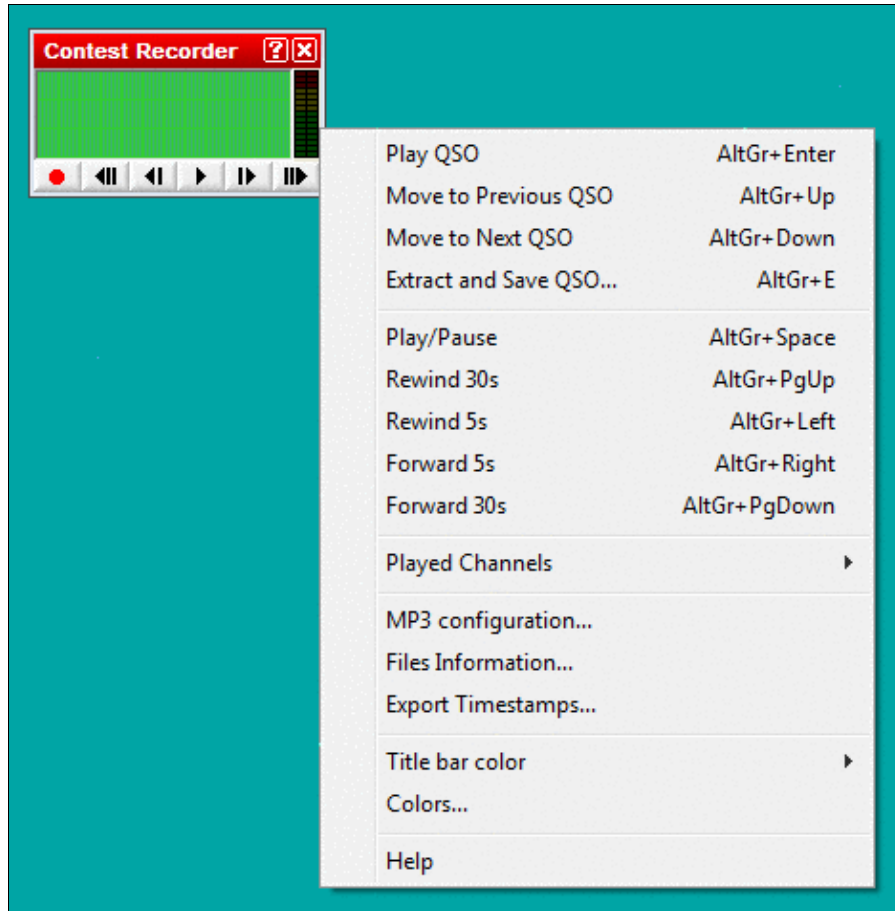 Contest Recorder ?
Play QSO AltGr+Enter
Move to Previous QSO AltGr+Up
Move to Next QSO AltGr+Down
Extract and Save QSO... AltGr+E
Play/Pause AltGr+Space
Rewind 30s AltGr+PgUp
Rewind 5s AltGr+Left
Forward 5s AltGr+Right
Forward 30s AltGr+PgDown
Played Channels
MP3 configuration...
Files Information...
Export Timestamps...
Title bar color
Colors...
Help